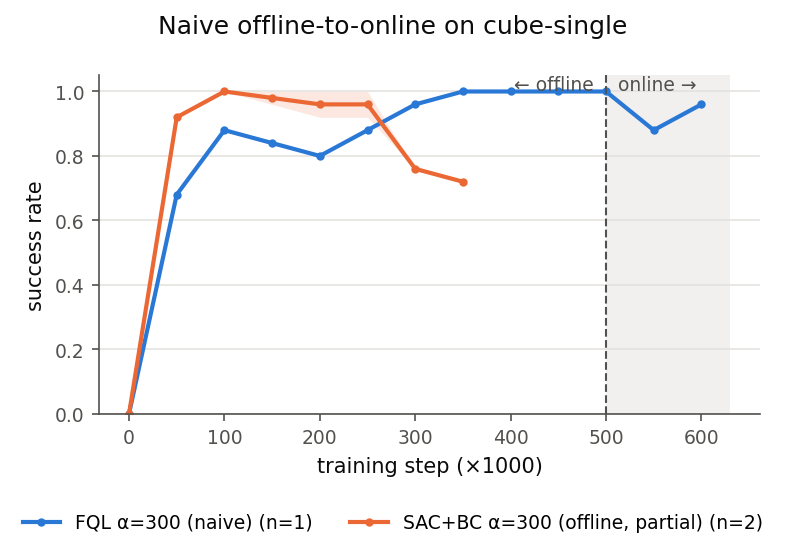 Naive offline-to-online on cube-single
← offline online →
1.0
0.8
0.6
0.4
0.2
0.0
success rate
0 100 200 300 400 500 600
training step (×1000)
FQL α=300 (naive) (n=1) SAC+BC α=300 (offline, partial) (n=2)